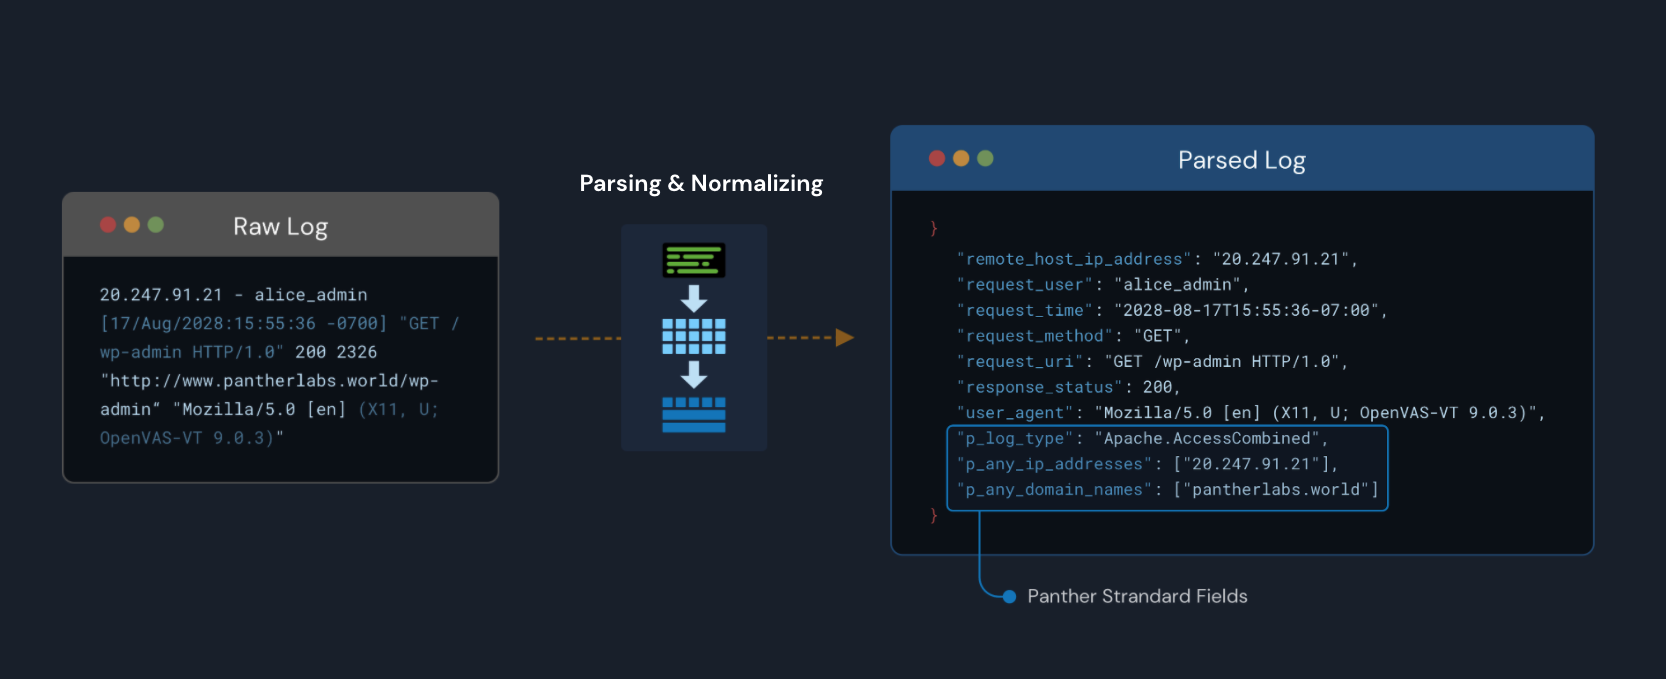 Raw Log
20.247.91.21 - alice_admin
[17/Aug/2028:15:55:36 -0700] "GET /
wp-admin HTTP/1.0" 200 2326
"http://www.pantherlabs.world/wp-
admin“ "Mozilla/5.0 [en] (X11, U;
OpenVAS-VT 9.0.3)"
Parsing & Normalizing
Parsed Log
}
"remote_host_ip_address": "20.247.91.21",
"request_user": "alice_admin",
"request_time": "2028-08-17T15:55:36-07:00",
"request_method": "GET",
"request_uri": "GET /wp-admin HTTP/1.0",
"response_status": 200,
"user_agent": "Mozilla/5.0 [en] (X11, U; OpenVAS-VT 9.0.3)",
"p_log_type": "Apache.AccessCombined",
"p_any_ip_addresses": ["20.247.91.21"],
"p_any_domain_names": ["pantherlabs.world"]
}
Panther Strandard Fields